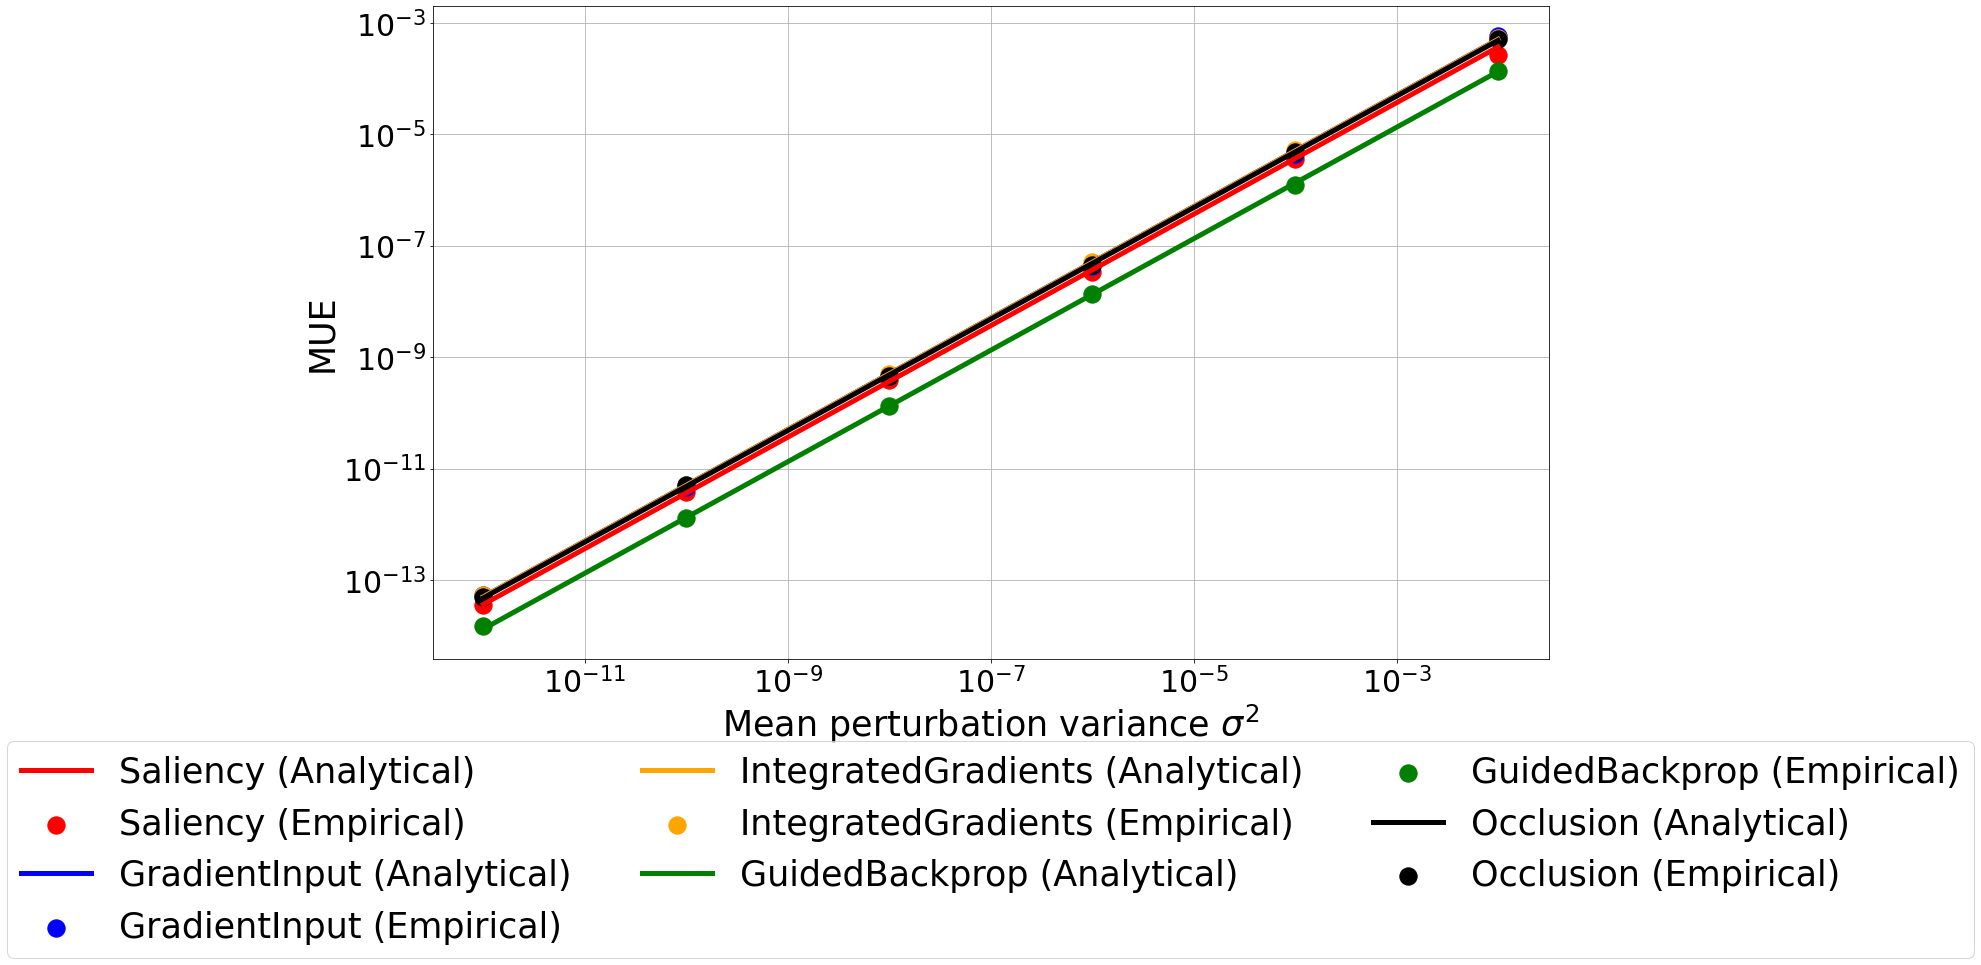 10⁻³
10⁻⁵
10⁻⁷
10⁻⁹
10⁻¹¹
10⁻¹³
MUE
10⁻¹¹ 10⁻⁹ 10⁻⁷ 10⁻⁵ 10⁻³
Mean perturbation variance σ²
Saliency (Analytical)
Saliency (Empirical)
GradientInput (Analytical)
GradientInput (Empirical)
IntegratedGradients (Analytical)
IntegratedGradients (Empirical)
GuidedBackprop (Analytical)
GuidedBackprop (Empirical)
Occlusion (Analytical)
Occlusion (Empirical)